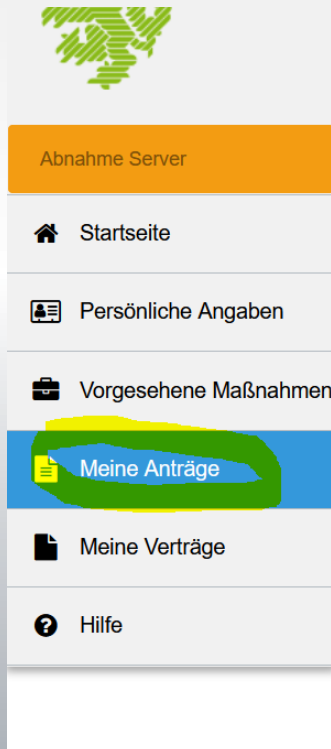 Abnahme Server
Startseite
Persönliche Angaben
Vorgesehene Maßnahmen
Meine Anträge
Meine Verträge
Hilfe